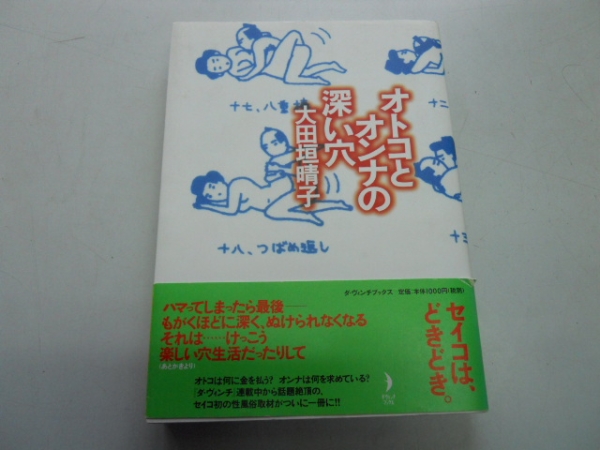 オトコと
オンナの
深い穴
大田垣晴子
十七、八重
十二
十八、つばめ返し
十三
ダ・ヴィンチブックス
定価 本体1000円(税別)
セイコは、
どきどき。
ハマってしまったら最後──
もがくほどに深く、ぬけられなくなる
それは……けっこう
楽しい穴生活だったりして
(あとがきより)
オトコは何に金を払う? オンナは何を求めている?
『ダ・ヴィンチ』連載中から話題絶頂の、
セイコ初の性風俗取材がついに一冊に!!